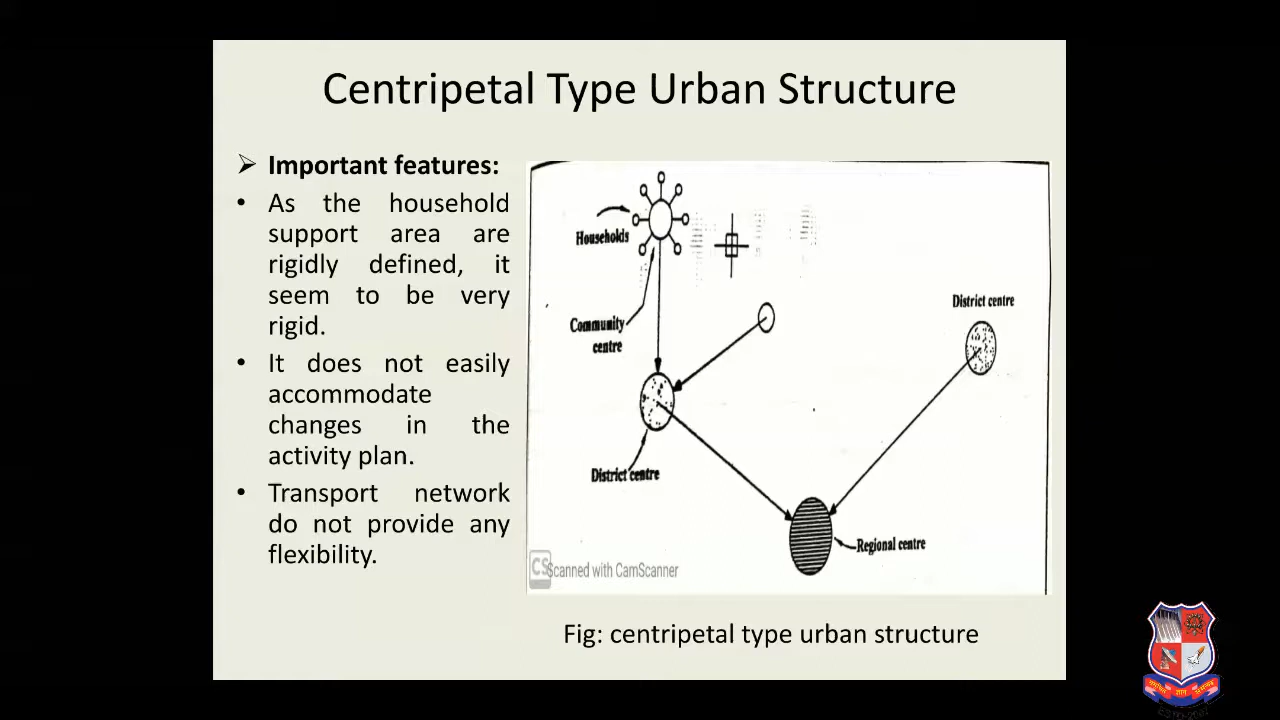 Centripetal Type Urban Structure
➢ Important features:
• As the household
support area are
rigidly defined, it
seem to be very
rigid.
• It does not easily
accommodate
changes in the
activity plan.
• Transport network
do not provide any
flexibility.
Households
Community
centre
District centre
District centre
Regional centre
CS Scanned with CamScanner
Fig: centripetal type urban structure